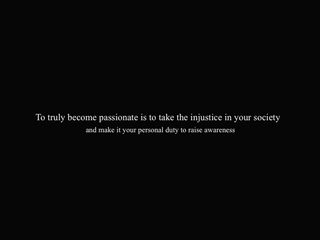 To truly become passionate is to take the injustice in your society
and make it your personal duty to raise awareness